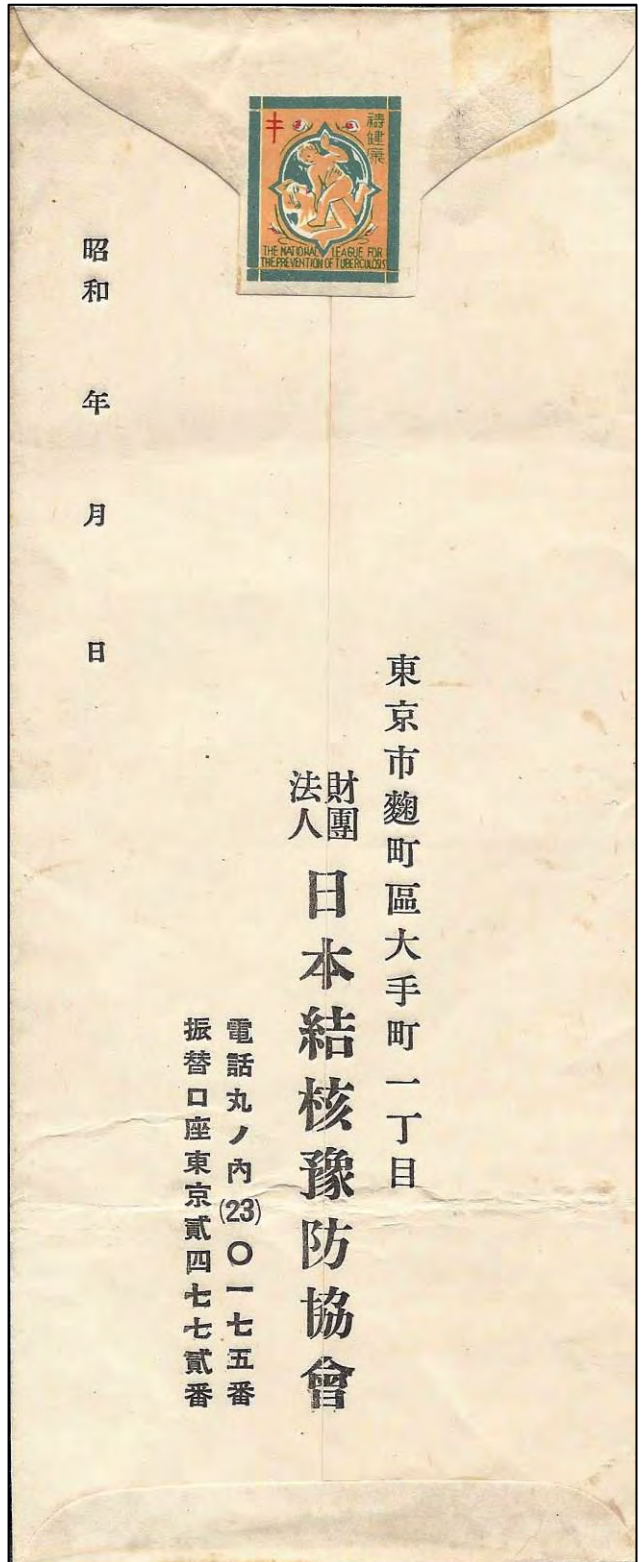 祷健康
THE NATIONAL LEAGUE FOR
THE PREVENTION OF TUBERCULOSIS
東京市麴町區大手町一丁目
財團法人 日本結核豫防協會
電話丸ノ內(23)〇一七五番
振替口座東京貳四七七貳番
昭和 年 月 日